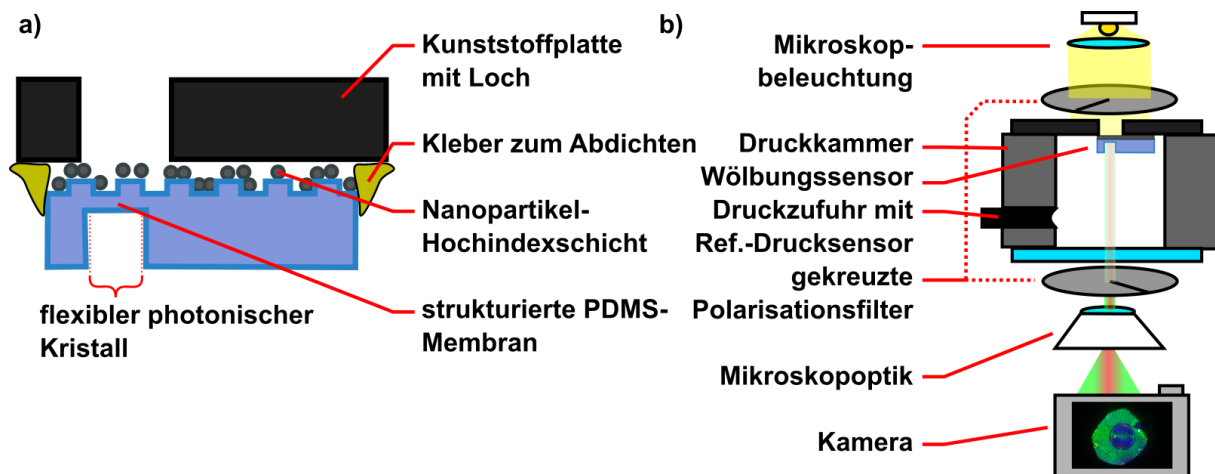 a)
Kunststoffplatte
mit Loch
Kleber zum Abdichten
Nanopartikel-
Hochindexschicht
strukturierte PDMS-
Membran
flexibler photonischer
Kristall
b)
Mikroskop-
beleuchtung
Druckkammer
Wölbungssensor
Druckzufuhr mit
Ref.-Drucksensor
gekreuzte
Polarisationsfilter
Mikroskopoptik
Kamera